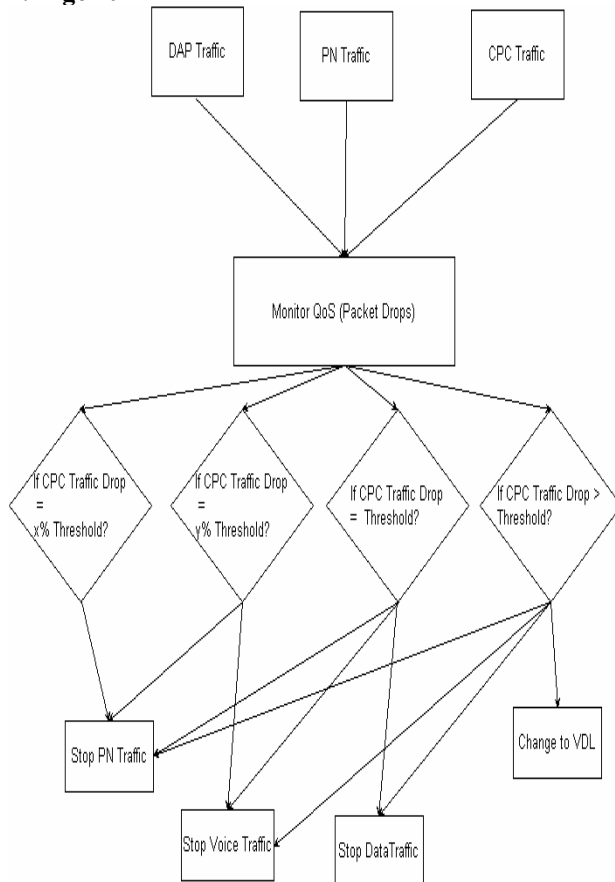 DAP Traffic
PN Traffic
CPC Traffic
Monitor QoS (Packet Drops)
If CPC Traffic Drop
=
x% Threshold?
If CPC Traffic Drop
=
y% Threshold?
If CPC Traffic Drop
= Threshold?
If CPC Traffic Drop >
Threshold?
Stop PN Traffic
Change to VDL
Stop Voice Traffic
Stop DataTraffic